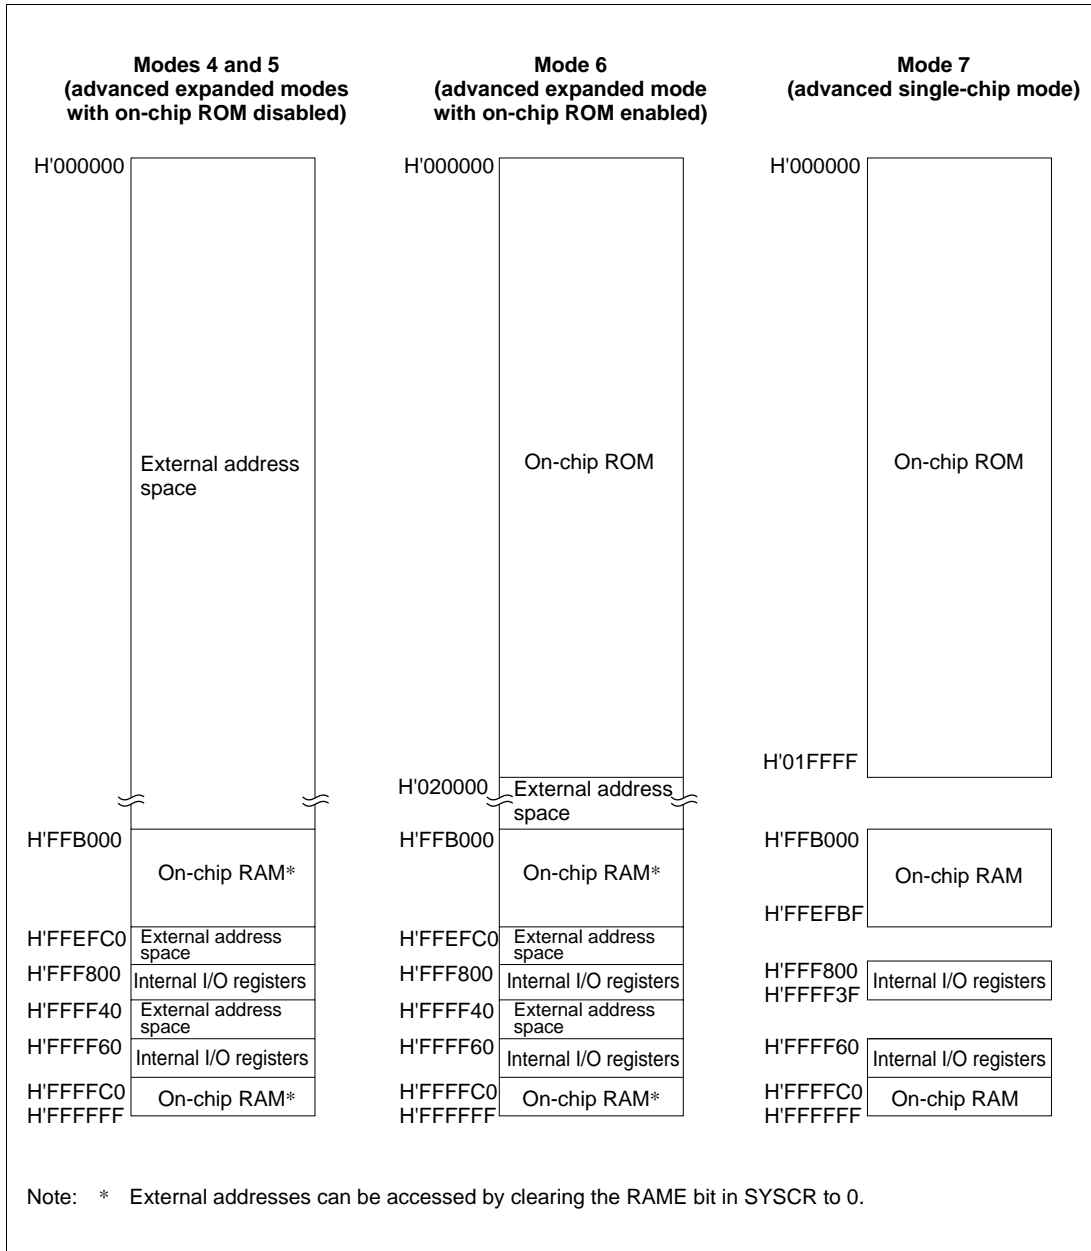 Modes 4 and 5
(advanced expanded modes
with on-chip ROM disabled)
H'000000
External address
space
H'FFB000
On-chip RAM*
H'FFEFC0
External address
space
H'FFF800
Internal I/O registers
H'FFFF40
External address
space
H'FFFF60
Internal I/O registers
H'FFFFC0
On-chip RAM*
H'FFFFFF
Mode 6
(advanced expanded mode
with on-chip ROM enabled)
H'000000
On-chip ROM
H'020000
External address
space
H'FFB000
On-chip RAM*
H'FFEFC0
External address
space
H'FFF800
Internal I/O registers
H'FFFF40
External address
space
H'FFFF60
Internal I/O registers
H'FFFFC0
On-chip RAM*
H'FFFFFF
Mode 7
(advanced single-chip mode)
H'000000
On-chip ROM
H'01FFFF
H'FFB000
On-chip RAM
H'FFEFBF
H'FFF800
Internal I/O registers
H'FFFF3F
H'FFFF60
Internal I/O registers
H'FFFFC0
On-chip RAM
H'FFFFFF
Note: * External addresses can be accessed by clearing the RAME bit in SYSCR to 0.